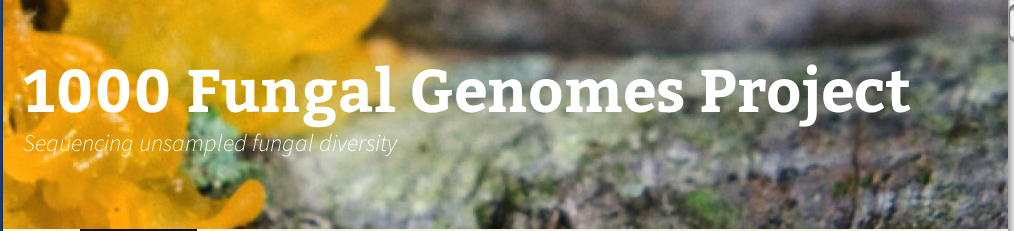 1000 Fungal Genomes Project
Sequencing unsampled fungal diversity